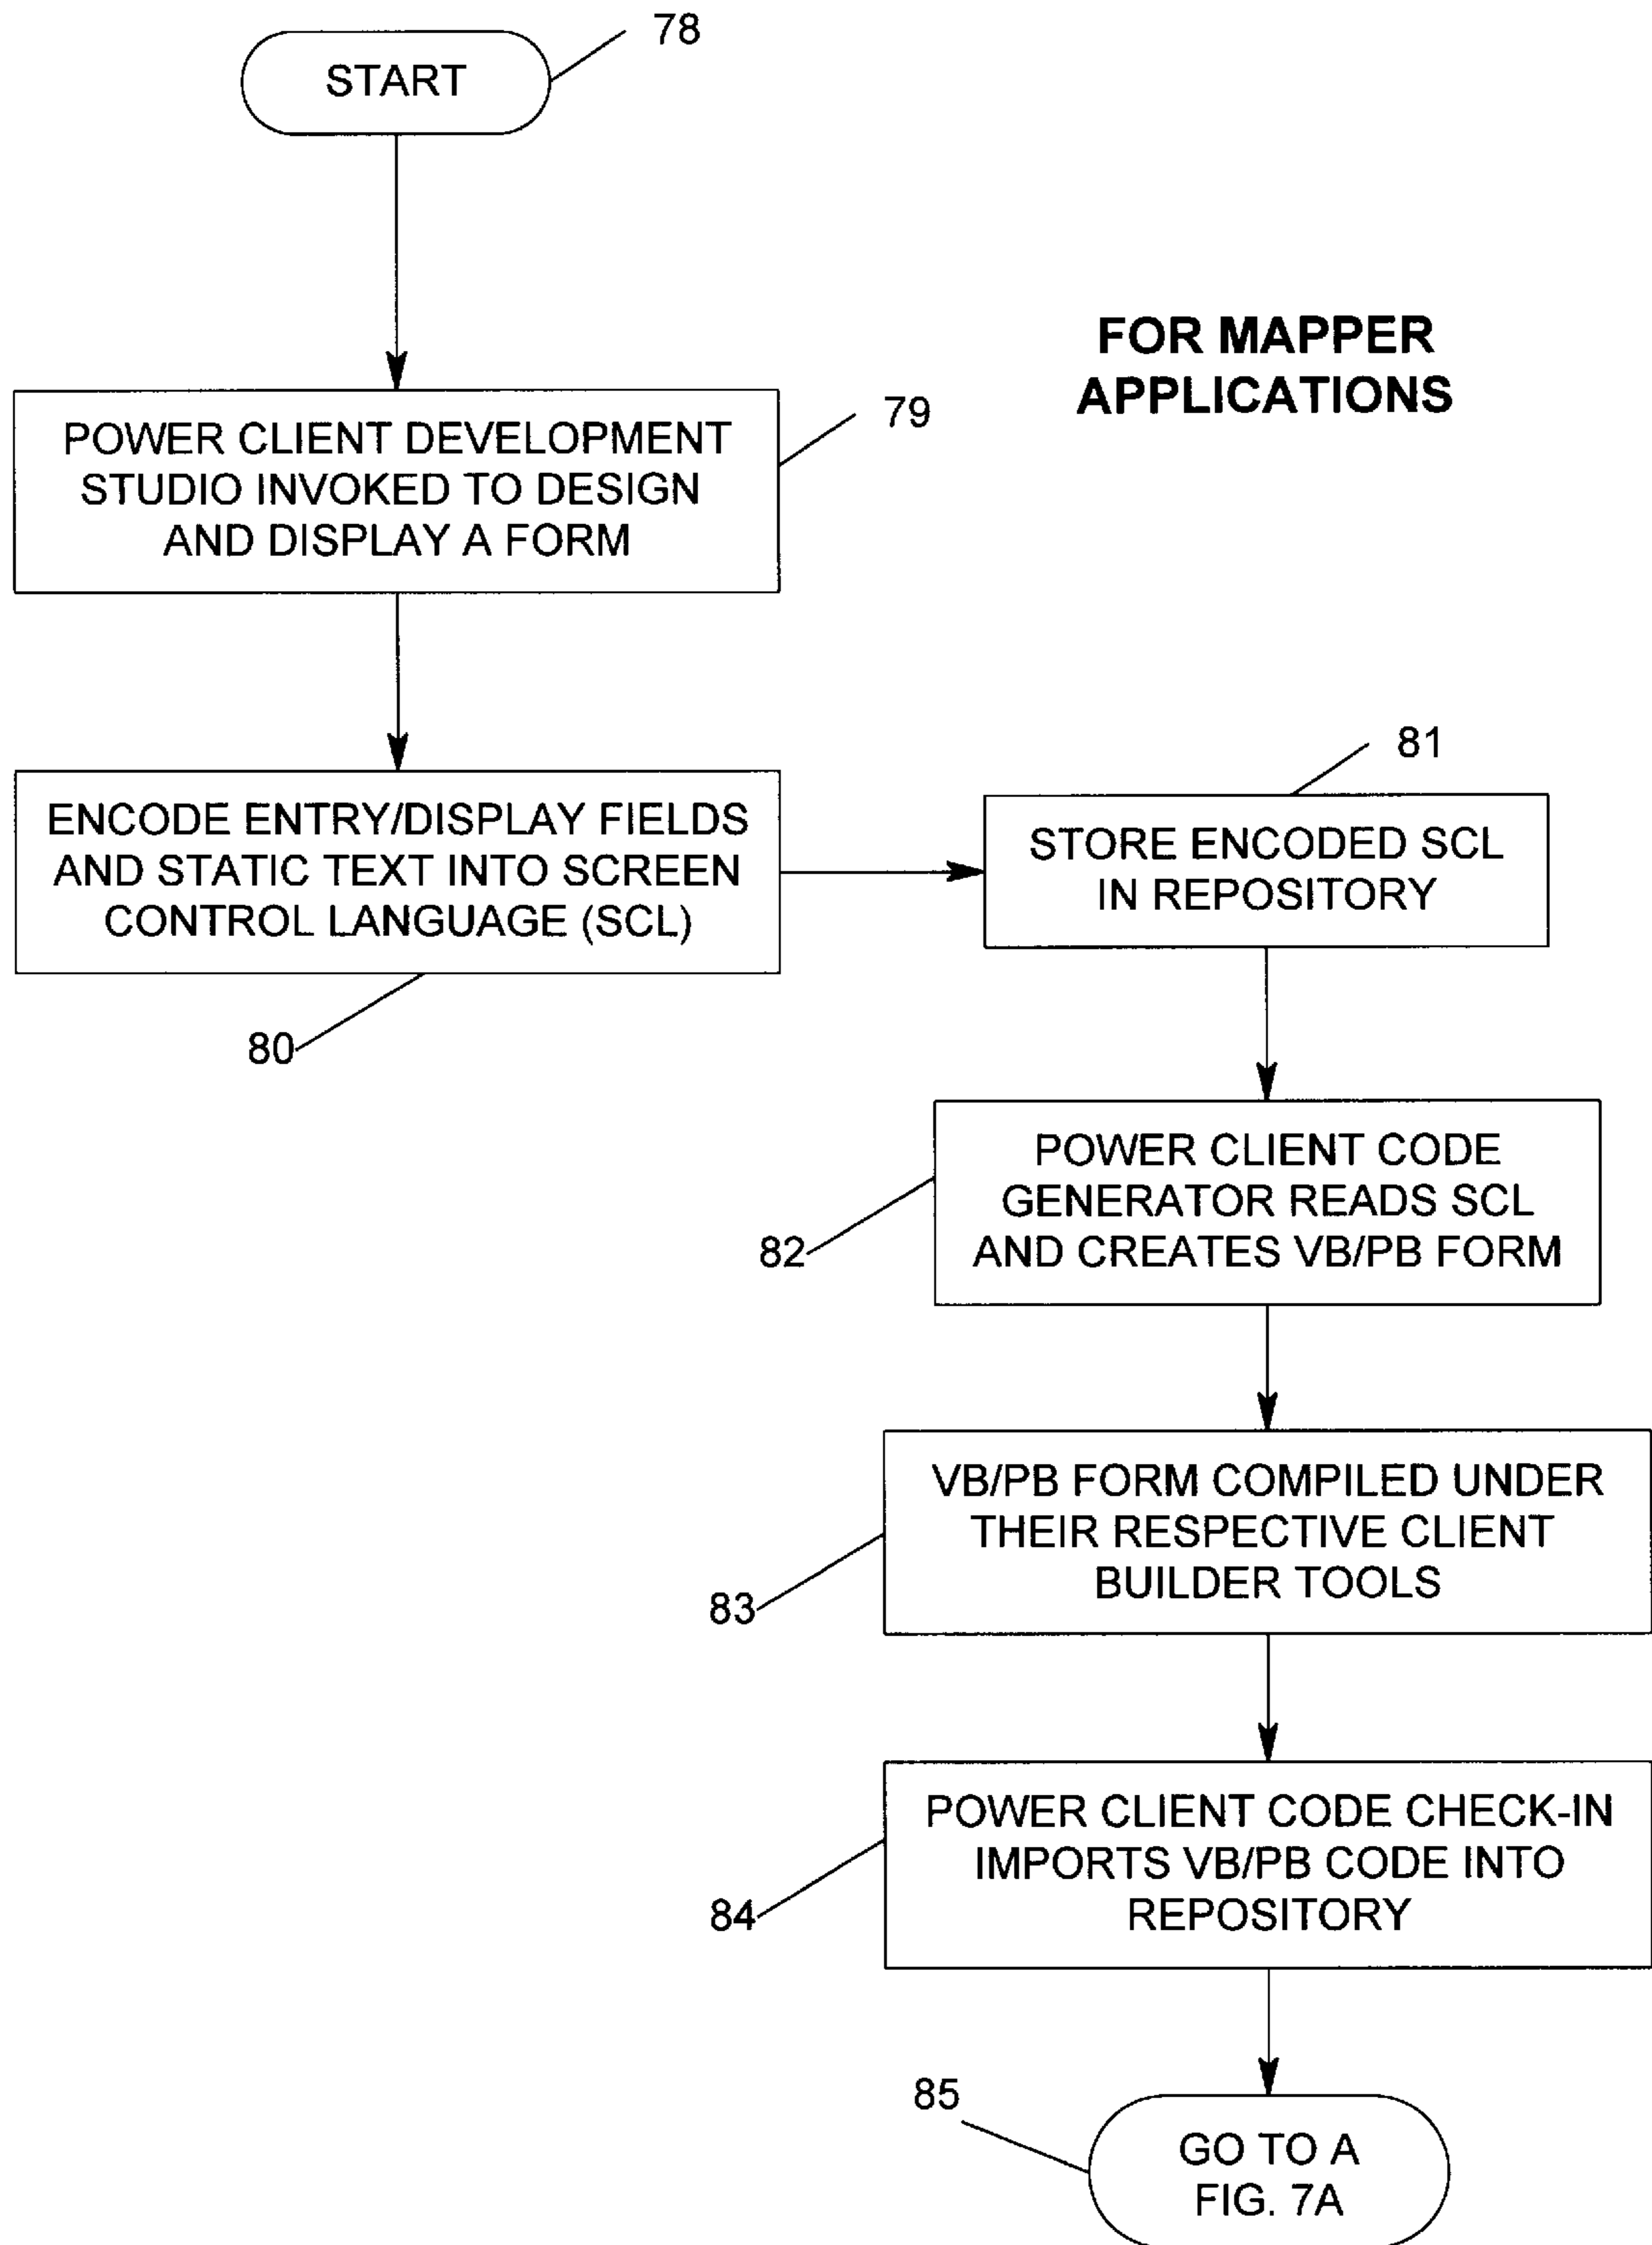 78
START
FOR MAPPER
APPLICATIONS
79
POWER CLIENT DEVELOPMENT
STUDIO INVOKED TO DESIGN
AND DISPLAY A FORM
81
ENCODE ENTRY/DISPLAY FIELDS
AND STATIC TEXT INTO SCREEN
CONTROL LANGUAGE (SCL)
STORE ENCODED SCL
IN REPOSITORY
80
POWER CLIENT CODE
GENERATOR READS SCL
AND CREATES VB/PB FORM
82
VB/PB FORM COMPILED UNDER
THEIR RESPECTIVE CLIENT
BUILDER TOOLS
83
POWER CLIENT CODE CHECK-IN
IMPORTS VB/PB CODE INTO
REPOSITORY
84
85
GO TO A
FIG. 7A